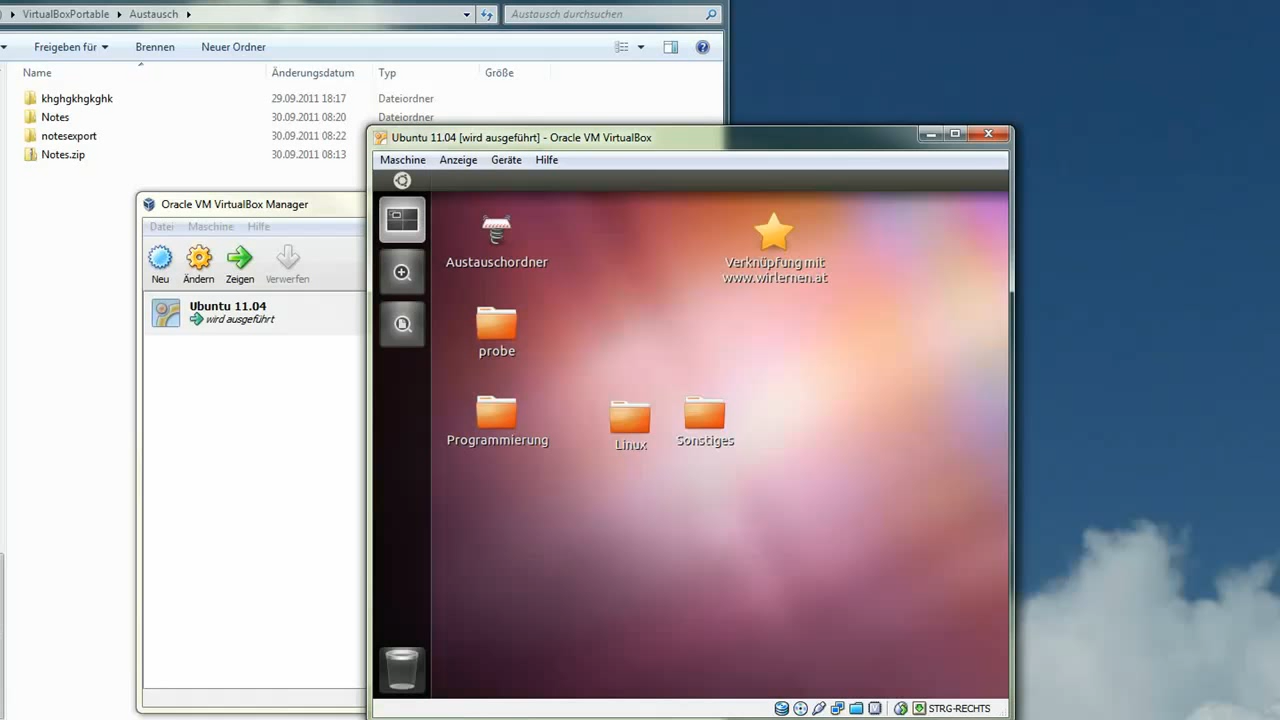 VirtualBoxPortable Austausch
Austausch durchsuchen
Freigeben für Brennen Neuer Ordner
Name Änderungsdatum Typ Größe
khghgkhgkghk 29.09.2011 18:17 Dateiordner
Notes 30.09.2011 08:20 Dateiordner
notesexport 30.09.2011 08:22
Notes.zip 30.09.2011 08:13
Oracle VM VirtualBox Manager
Datei Maschine Hilfe
Neu Ändern Zeigen Verwerfen
Ubuntu 11.04
wird ausgeführt
Ubuntu 11.04 [wird ausgeführt] - Oracle VM VirtualBox
Maschine Anzeige Geräte Hilfe
Austauschordner
Verknüpfung mit
www.wirlernen.at
probe
Programmierung
Linux
Sonstiges
STRG-RECHTS